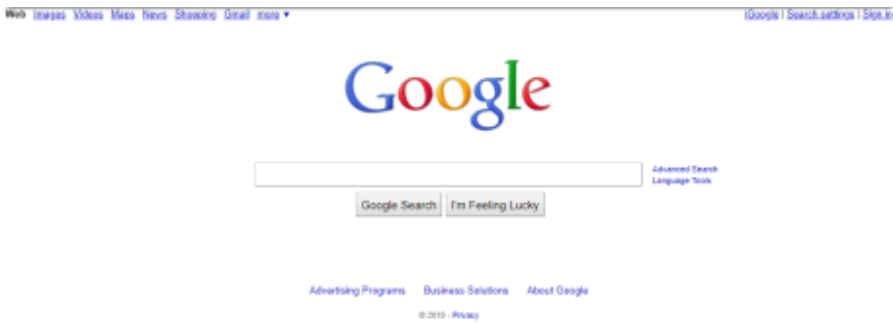 Web Images Videos Maps News Shopping Gmail more ▼ iGoogle | Search settings | Sign in
Google
Advanced Search
Language Tools
Google Search I'm Feeling Lucky
Advertising Programs Business Solutions About Google
© 2010 - Privacy